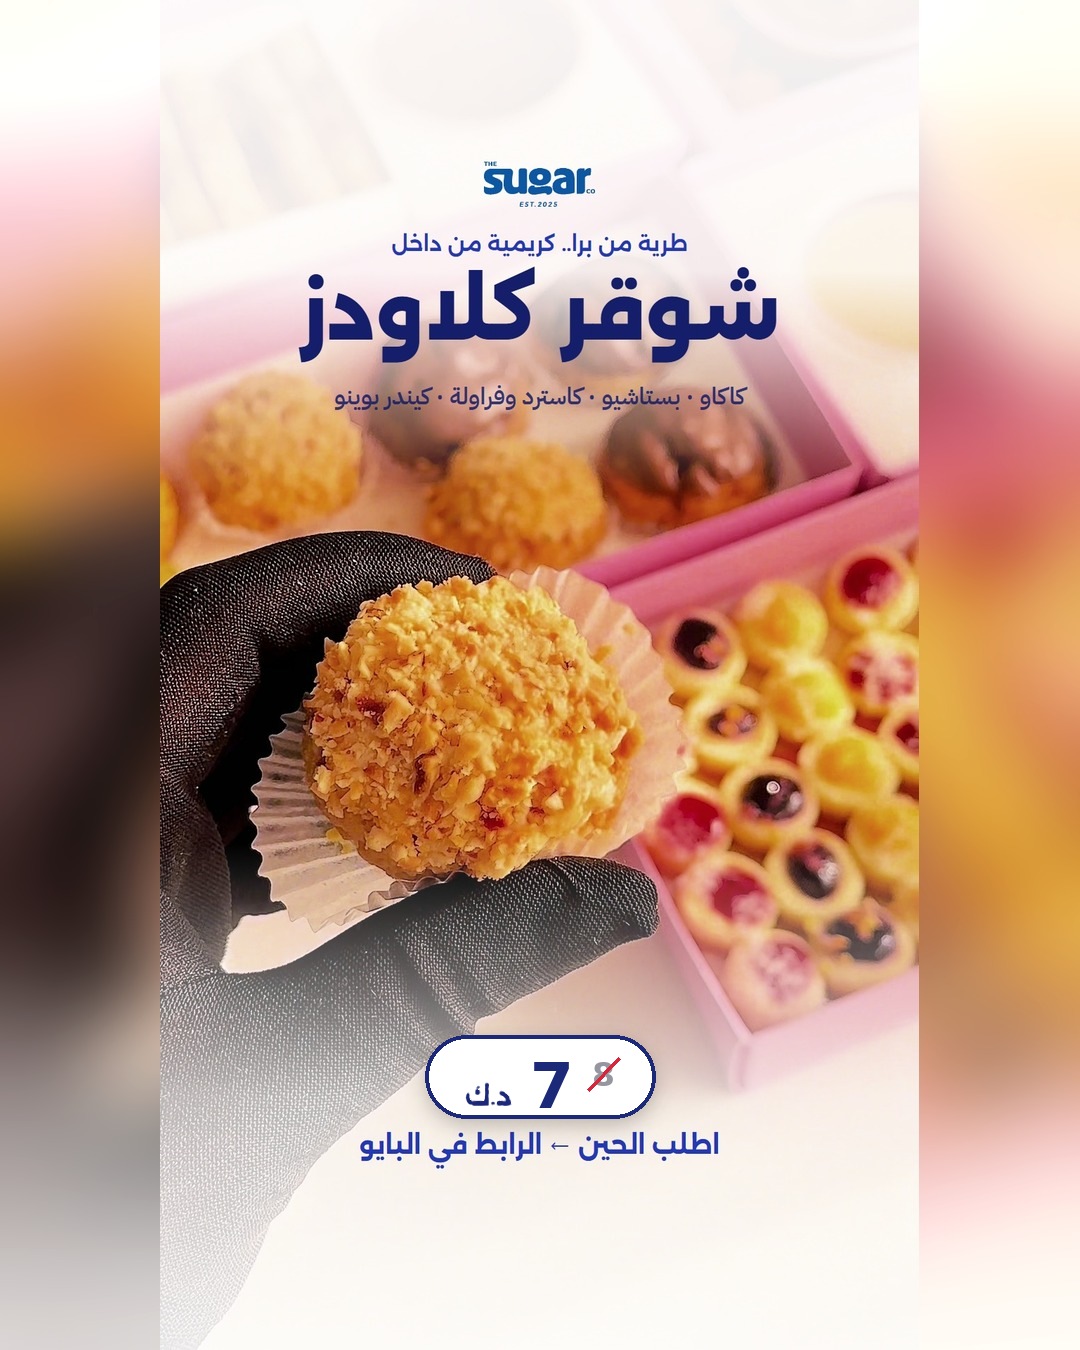 THE
sugar co
EST.2025
طرية من برا.. كريمية من داخل
شوقر كلاودز
كاكاو · بستاشيو · كاسترد وفراولة · كيندر بوينو
8 7 د.ك
اطلب الحين ← الرابط في البايو